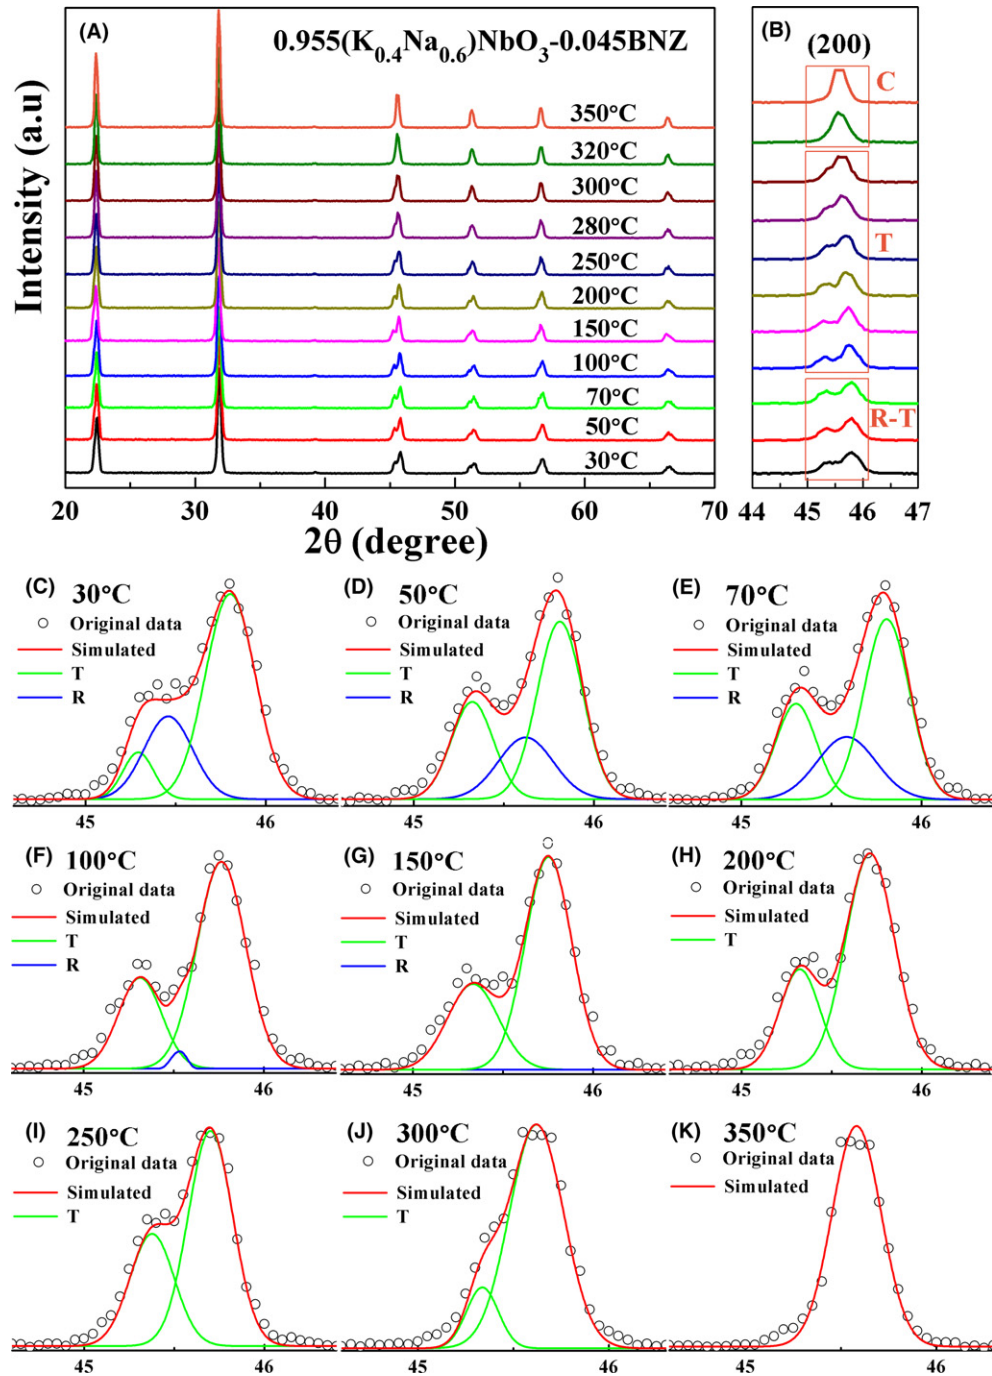 (A)
0.955(K0.4Na0.6)NbO3-0.045BNZ
350°C
320°C
300°C
280°C
250°C
200°C
150°C
100°C
70°C
50°C
30°C
Intensity (a.u)
20 30 40 50 60 70
2θ (degree)
(B)
(200)
C
T
R-T
44 45 46 47
(C) 30°C
Original data
Simulated
T
R
45 46
(D) 50°C
Original data
Simulated
T
R
45 46
(E) 70°C
Original data
Simulated
T
R
45 46
(F) 100°C
Original data
Simulated
T
R
45 46
(G) 150°C
Original data
Simulated
T
R
45 46
(H) 200°C
Original data
Simulated
T
45 46
(I) 250°C
Original data
Simulated
T
45 46
(J) 300°C
Original data
Simulated
T
45 46
(K) 350°C
Original data
Simulated
45 46